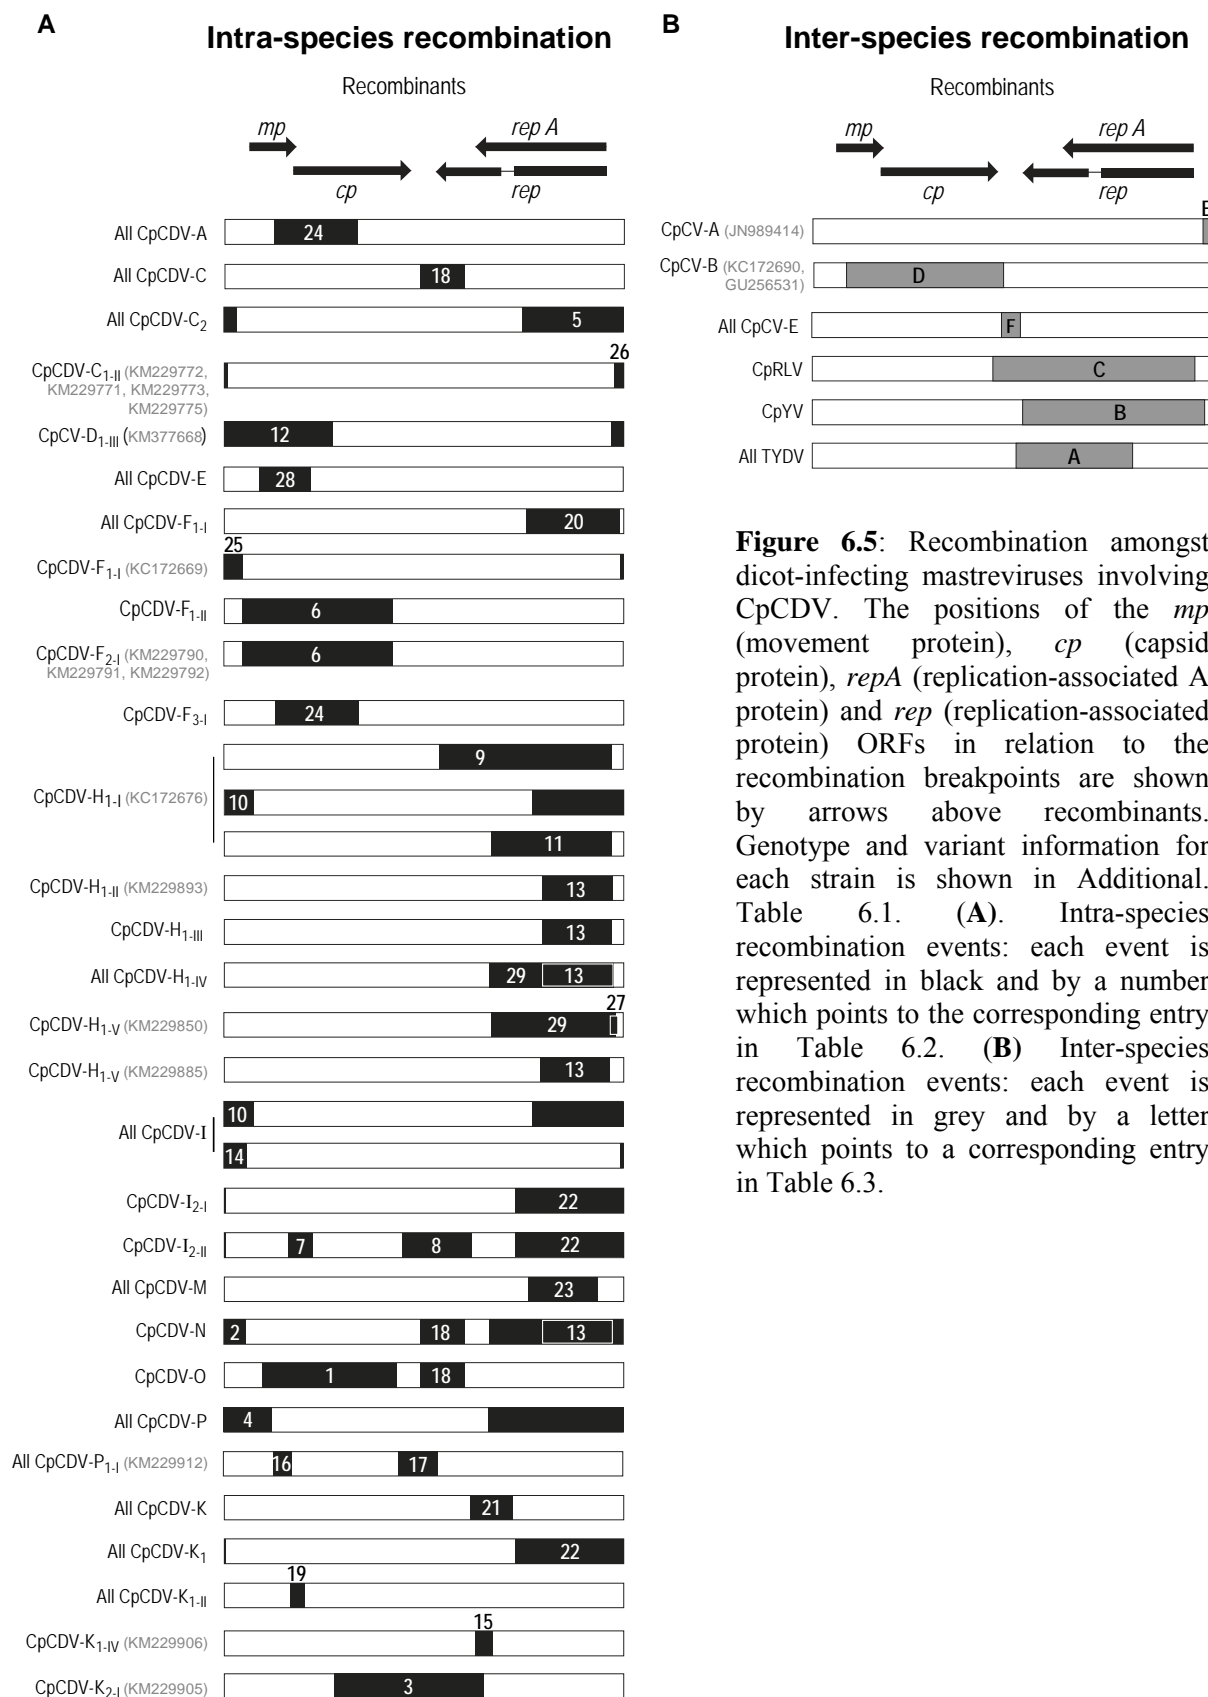 A
Intra-species recombination
Recombinants
mp
rep A
cp
rep
All CpCDV-A
24
All CpCDV-C
18
All CpCDV-C2
5
26
CpCDV-C1-II (KM229772,
KM229771, KM229773,
KM229775)
CpCV-D1-III (KM377668)
12
All CpCDV-E
28
All CpCDV-F1-I
20
25
CpCDV-F1-I (KC172669)
CpCDV-F1-II
6
CpCDV-F2-I (KM229790,
KM229791, KM229792)
6
CpCDV-F3-I
24
9
CpCDV-H1-I (KC172676)
10
11
CpCDV-H1-II (KM229893)
13
CpCDV-H1-III
13
All CpCDV-H1-IV
29 13
27
CpCDV-H1-V (KM229850)
29
CpCDV-H1-V (KM229885)
13
All CpCDV-I
10
14
CpCDV-I2-I
22
CpCDV-I2-II
7 8 22
All CpCDV-M
23
CpCDV-N
2 18 13
CpCDV-O
1 18
All CpCDV-P
4
All CpCDV-P1-I (KM229912)
16 17
All CpCDV-K
21
All CpCDV-K1
22
19
All CpCDV-K1-II
15
CpCDV-K1-IV (KM229906)
CpCDV-K2-I (KM229905)
3
B
Inter-species recombination
Recombinants
mp
rep A
cp
rep
CpCV-A (JN989414)
CpCV-B (KC172690,
GU256531)
D
All CpCV-E
F
CpRLV
C
CpYV
B
All TYDV
A
Figure 6.5: Recombination amongst
dicot-infecting mastreviruses involving
CpCDV. The positions of the mp
(movement protein), cp (capsid
protein), repA (replication-associated A
protein) and rep (replication-associated
protein) ORFs in relation to the
recombination breakpoints are shown
by arrows above recombinants.
Genotype and variant information for
each strain is shown in Additional.
Table 6.1. (A). Intra-species
recombination events: each event is
represented in black and by a number
which points to the corresponding entry
in Table 6.2. (B) Inter-species
recombination events: each event is
represented in grey and by a letter
which points to a corresponding entry
in Table 6.3.